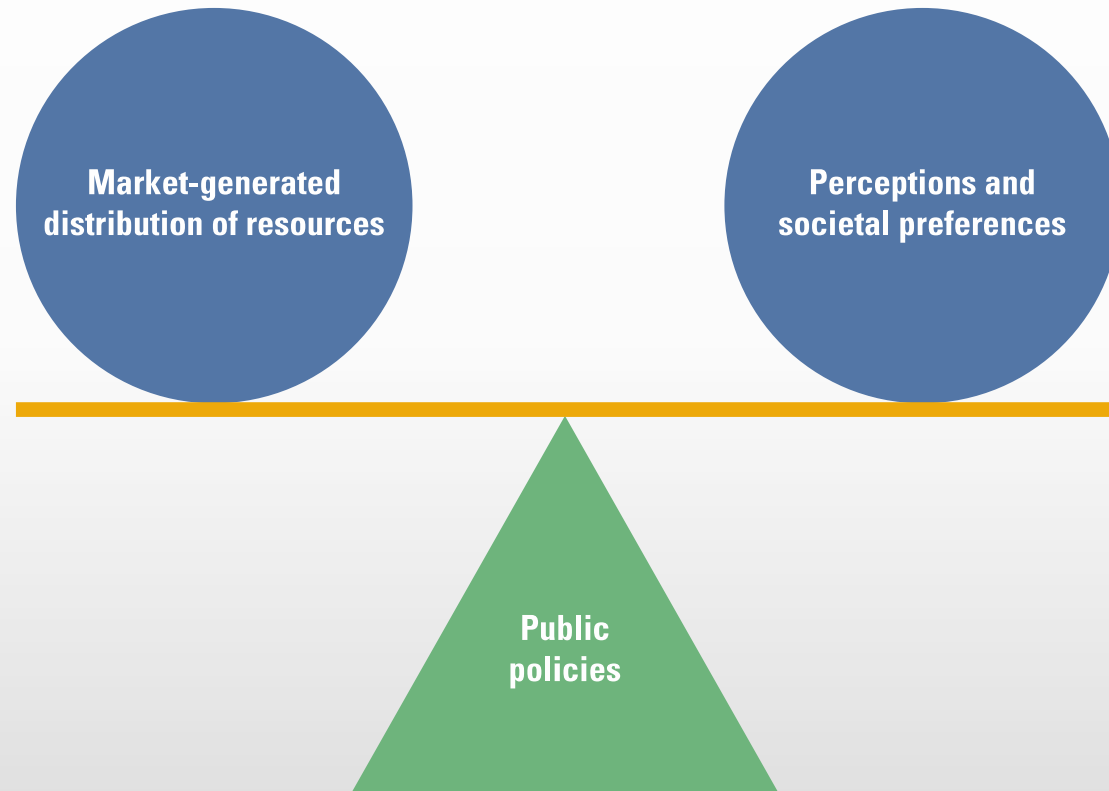 Market-generated
distribution of resources
Perceptions and
societal preferences
Public
policies